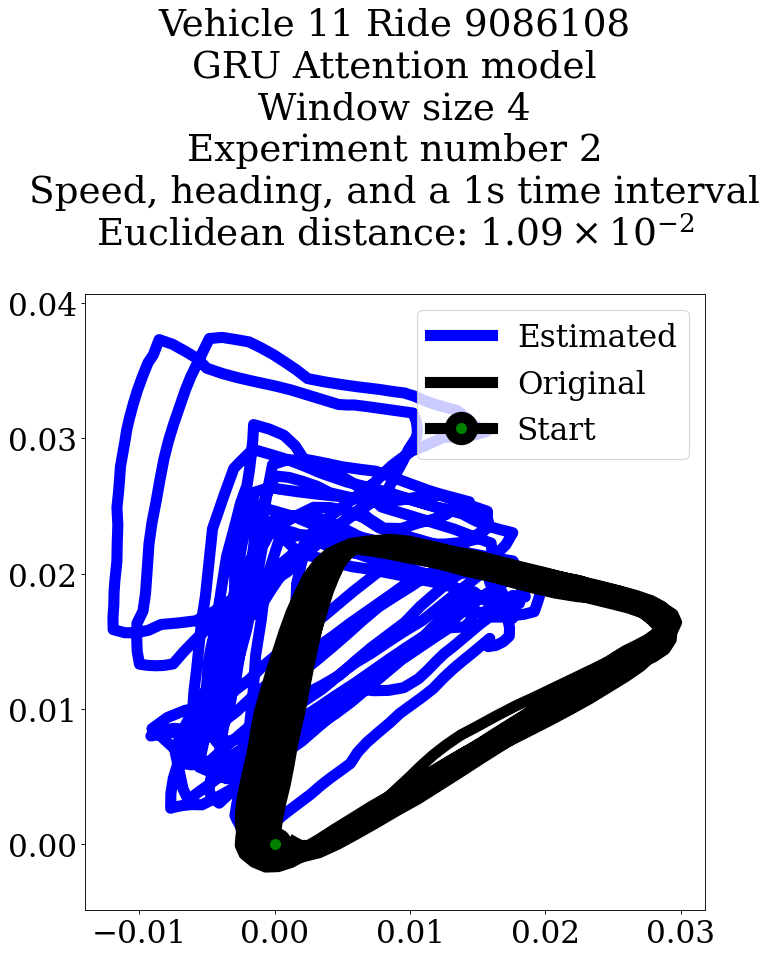 Vehicle 11 Ride 9086108
GRU Attention model
Window size 4
Experiment number 2
Speed, heading, and a 1s time interval
Euclidean distance: 1.09 × 10⁻²
Estimated
Original
Start
0.04
0.03
0.02
0.01
0.00
−0.01 0.00 0.01 0.02 0.03